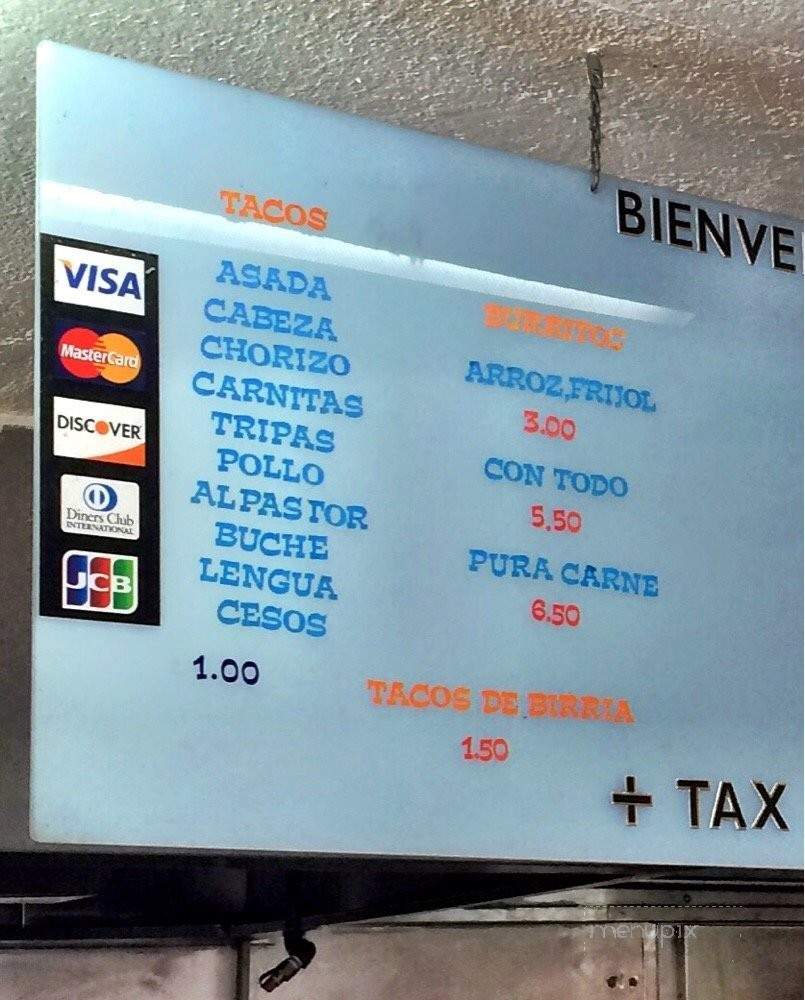 BIENVE
TACOS
ASADA
CABEZA
CHORIZO
CARNITAS
TRIPAS
POLLO
ALPASTOR
BUCHE
LENGUA
CESOS
1.00
BURRITOS
ARROZ,FRIJOL
3.00
CON TODO
5,50
PURA CARNE
6.50
TACOS DE BIRRIA
1.50
+ TAX
VISA
MasterCard
DISCOVER
Diners Club
INTERNATIONAL
JCB
menupix